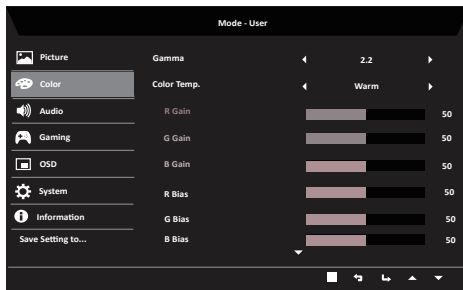 Mode - User
Picture
Gamma 2.2
Color
Color Temp. Warm
Audio
R Gain 50
Gaming
G Gain 50
OSD
B Gain 50
System
R Bias 50
Information
G Bias 50
Save Setting to...
B Bias 50